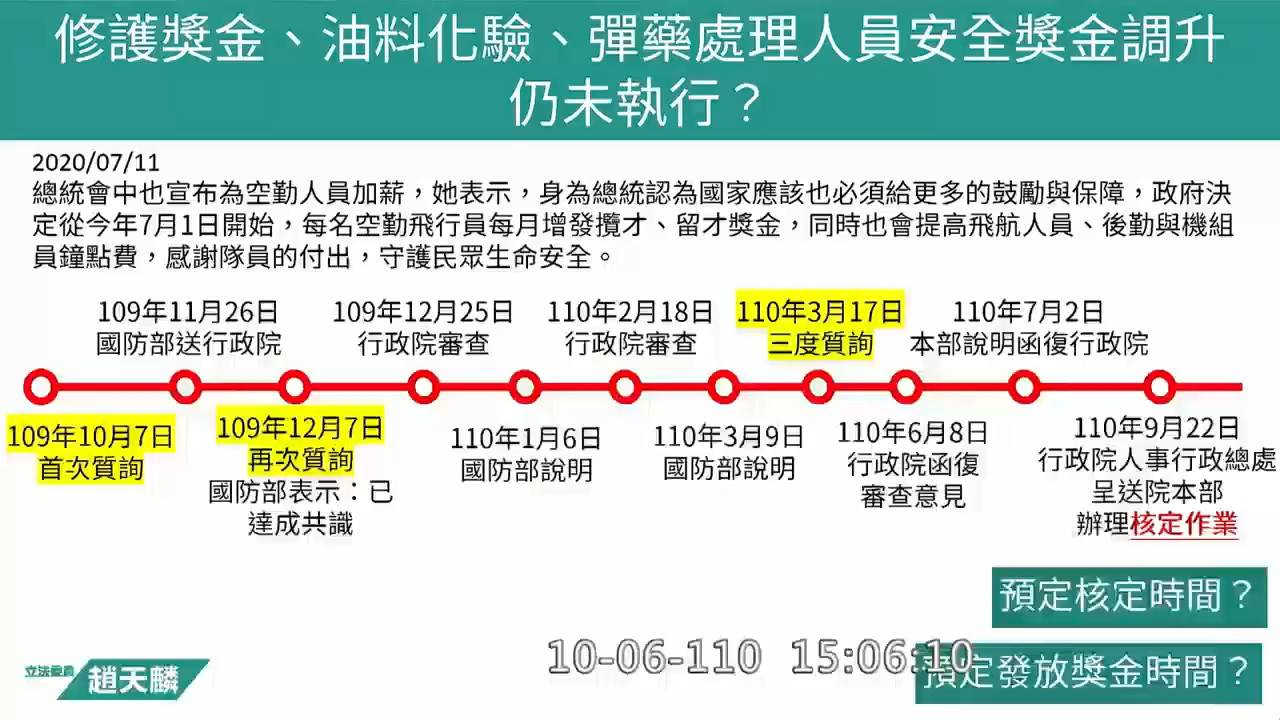 修護獎金、油料化驗、彈藥處理人員安全獎金調升
仍未執行？
2020/07/11
總統會中也宣布為空勤人員加薪，她表示，身為總統認為國家應該也必須給更多的鼓勵與保障，政府決
定從今年7月1日開始，每名空勤飛行員每月增發攬才、留才獎金，同時也會提高飛航人員、後勤與機組
員鐘點費，感謝隊員的付出，守護民眾生命安全。
109年11月26日
國防部送行政院
109年12月25日
行政院審查
110年2月18日
行政院審查
110年3月17日
三度質詢
110年7月2日
本部說明函復行政院
109年10月7日
首次質詢
109年12月7日
再次質詢
國防部表示：已
達成共識
110年1月6日
國防部說明
110年3月9日
國防部說明
110年6月8日
行政院函復
審查意見
110年9月22日
行政院人事行政總處
呈送院本部
辦理核定作業
預定核定時間？
預定發放獎金時間？
10-06-110 15:06:10
立法委員
趙天麟